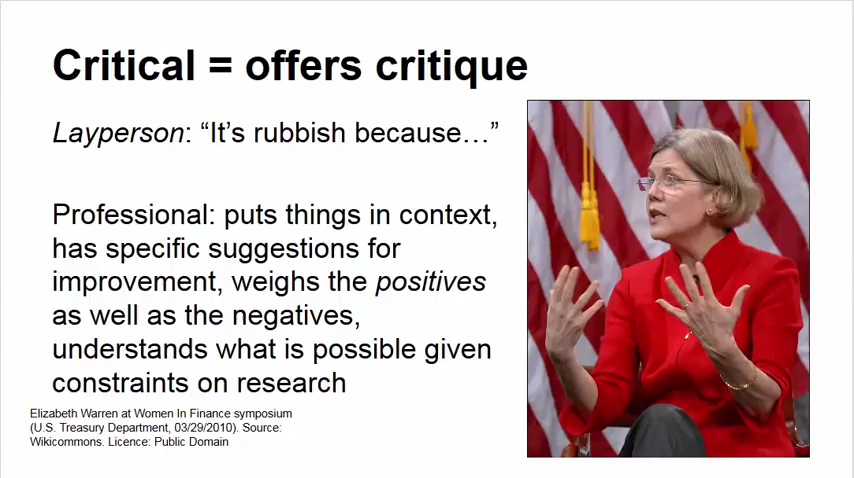 Critical = offers critique
Layperson: “It’s rubbish because…”
Professional: puts things in context,
has specific suggestions for
improvement, weighs the positives
as well as the negatives,
understands what is possible given
constraints on research
Elizabeth Warren at Women In Finance symposium
(U.S. Treasury Department, 03/29/2010). Source:
Wikicommons. Licence: Public Domain